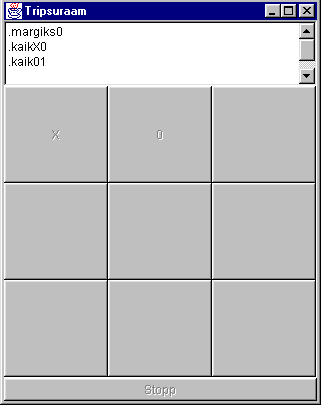 Tripsuraam
.margiks0
.kaikX0
.kaik01
X 0
Stopp